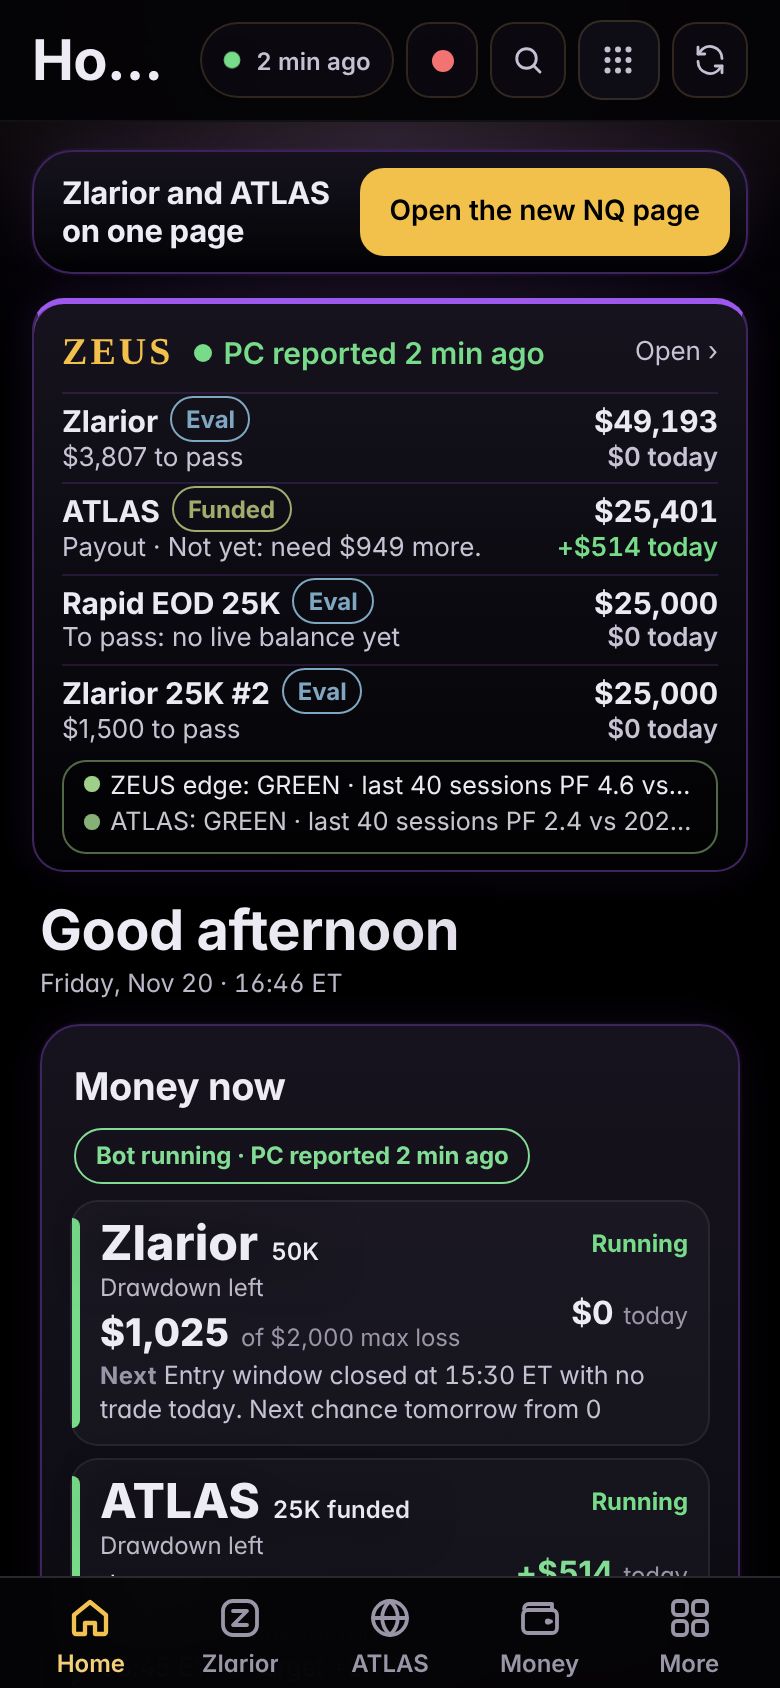 Ho...
2 min ago
Zlarior and ATLAS
on one page
Open the new NQ page
ZEUS
PC reported 2 min ago
Open ›
Zlarior Eval $49,193
$3,807 to pass $0 today
ATLAS Funded $25,401
Payout · Not yet: need $949 more. +$514 today
Rapid EOD 25K Eval $25,000
To pass: no live balance yet $0 today
Zlarior 25K #2 Eval $25,000
$1,500 to pass $0 today
ZEUS edge: GREEN · last 40 sessions PF 4.6 vs...
ATLAS: GREEN · last 40 sessions PF 2.4 vs 202...
Good afternoon
Friday, Nov 20 · 16:46 ET
Money now
Bot running · PC reported 2 min ago
Zlarior 50K Running
Drawdown left
$1,025 of $2,000 max loss $0 today
Next Entry window closed at 15:30 ET with no
trade today. Next chance tomorrow from 0
ATLAS 25K funded Running
Drawdown left
+$514 today
Home Zlarior ATLAS Money More